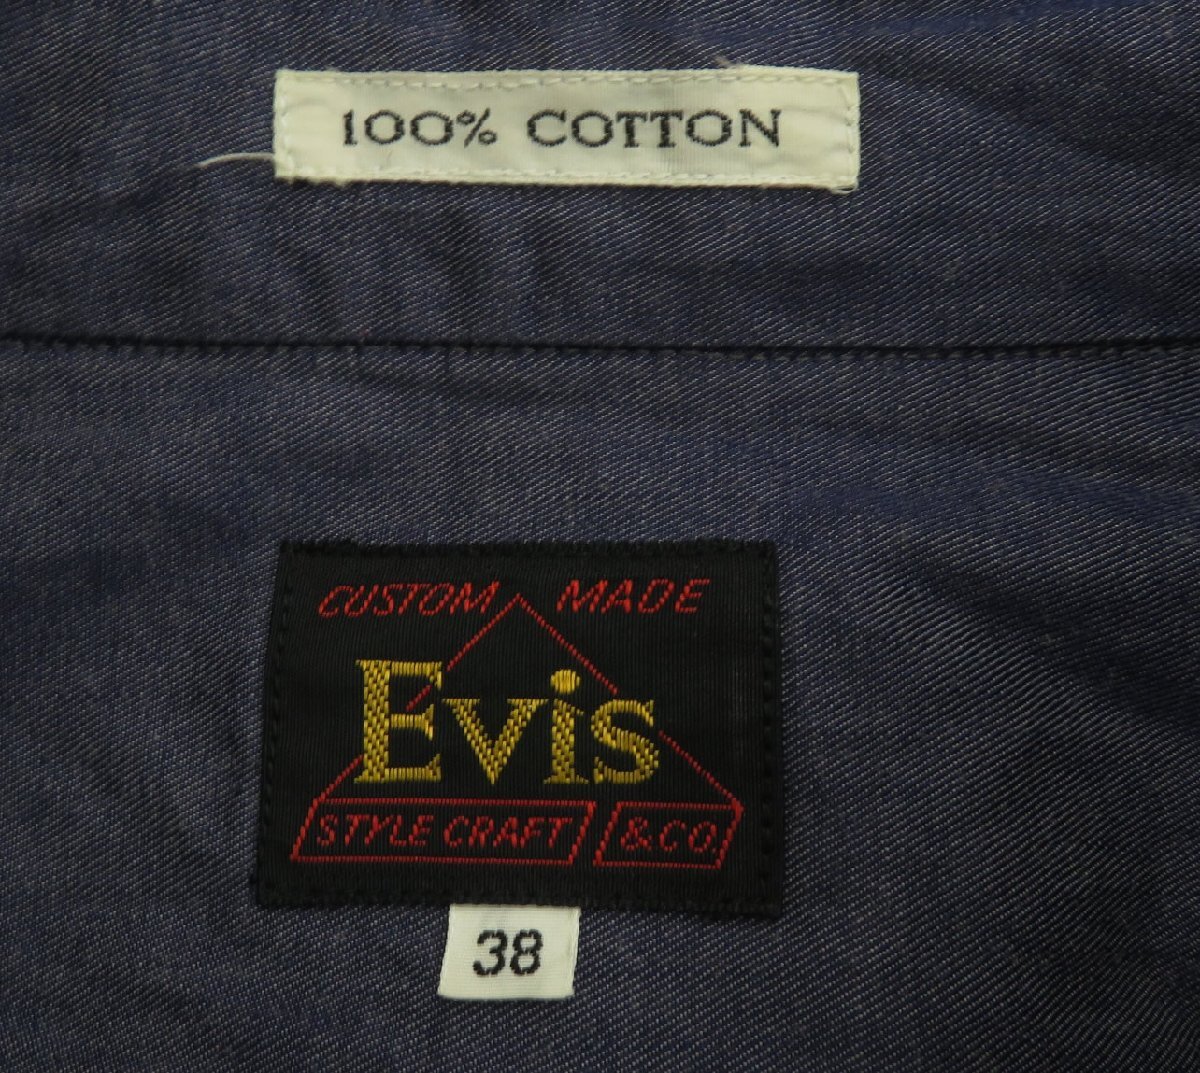 100% COTTON
CUSTOM MADE
Evis
STYLE CRAFT &CO.
38